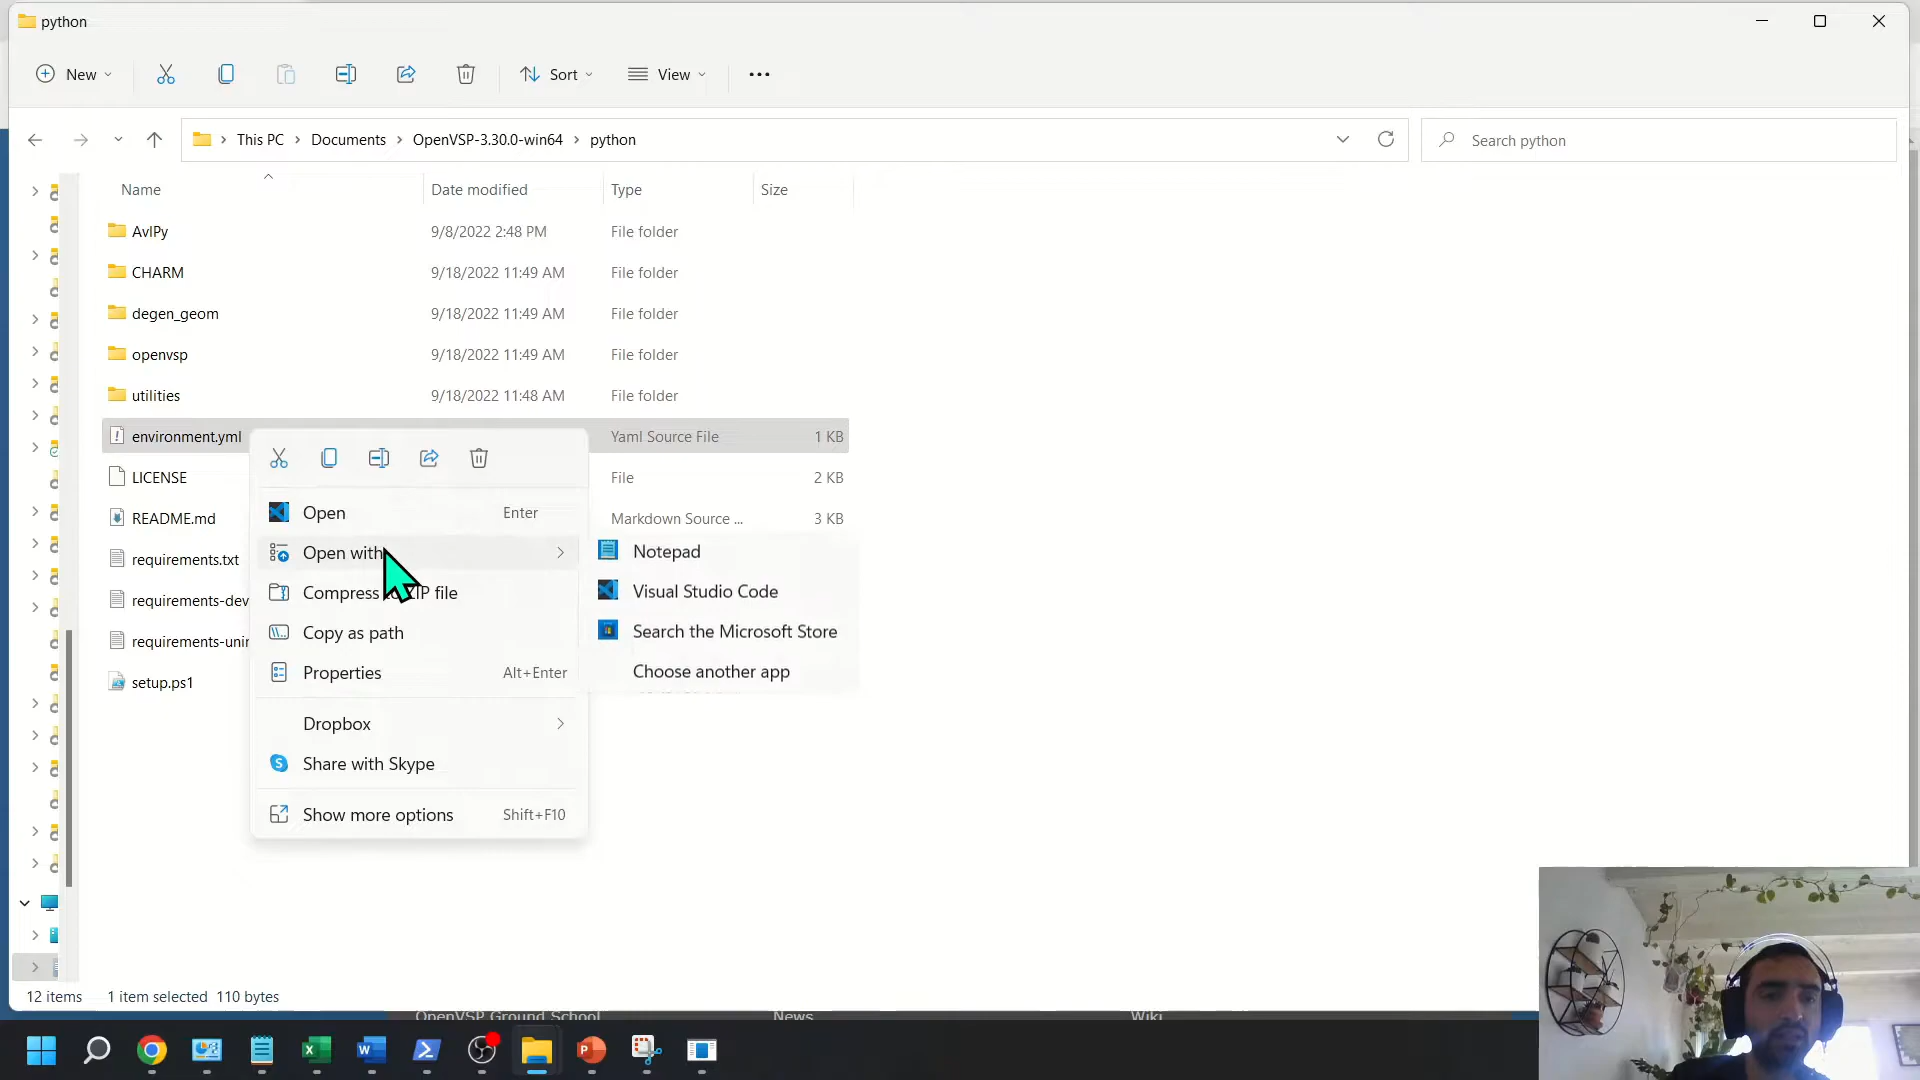 python
New
Sort
View
This PC
Documents
OpenVSP-3.30.0-win64
python
Search python
Name
Date modified
Type
Size
AvlPy
9/8/2022 2:48 PM
File folder
CHARM
9/18/2022 11:49 AM
File folder
degen_geom
9/18/2022 11:49 AM
File folder
openvsp
9/18/2022 11:49 AM
File folder
utilities
9/18/2022 11:48 AM
File folder
environment.yml
Yaml Source File
1 KB
LICENSE
File
2 KB
README.md
Markdown Source ...
3 KB
requirements.txt
requirements-dev
requirements-unin
setup.ps1
Open
Enter
Open with
Compress to ZIP file
Copy as path
Properties
Alt+Enter
Dropbox
Share with Skype
Show more options
Shift+F10
Notepad
Visual Studio Code
Search the Microsoft Store
Choose another app
12 items
1 item selected 110 bytes
OpenVSP Ground School
News
Wiki